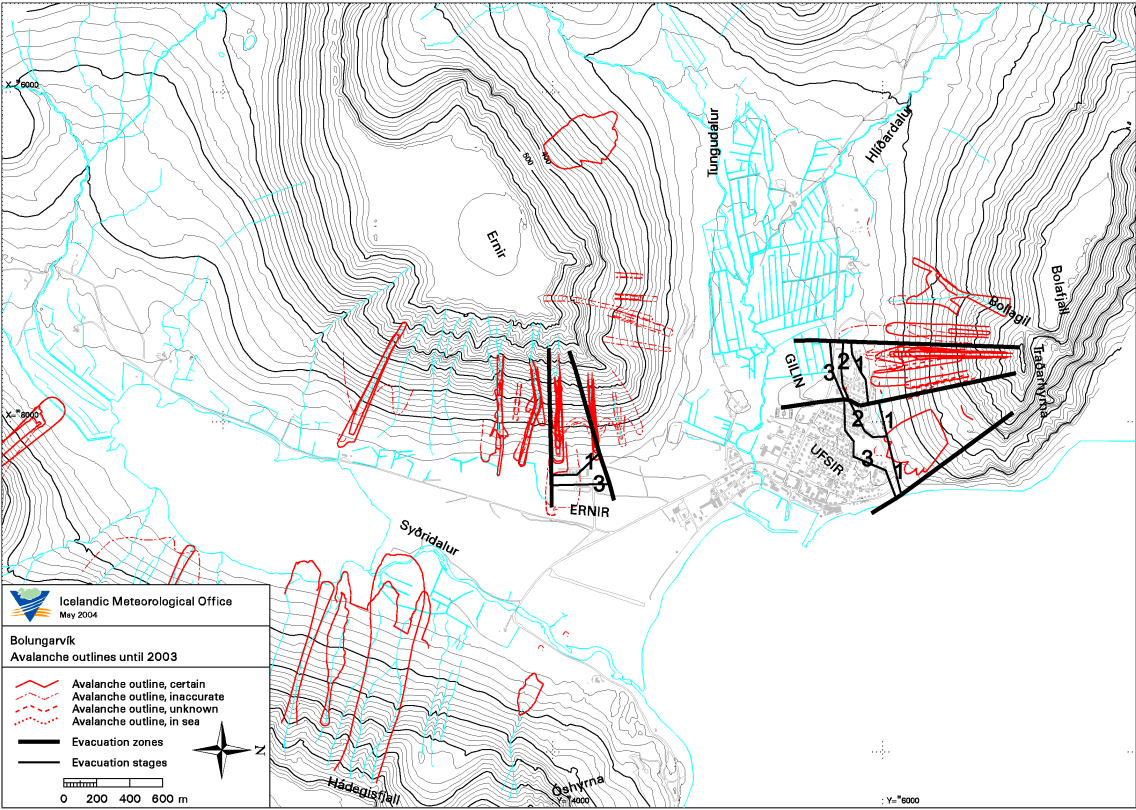 6000
Tungudalur
Hlíðardalur
500
400
Ernir
Bolafjall
Bollagil
Traðarhyrna
GILIN
3
2
1
2
1
3
1
UFSIR
8000
1
3
ERNIR
Syðridalur
Icelandic Meteorological Office
May 2004
Bolungarvík
Avalanche outlines until 2003
Avalanche outline, certain
Avalanche outline, inaccurate
Avalanche outline, unknown
Avalanche outline, in sea
Evacuation zones
Evacuation stages
N
0 200 400 600 m
Hádegisfjall
Óshyrna
4000
6000